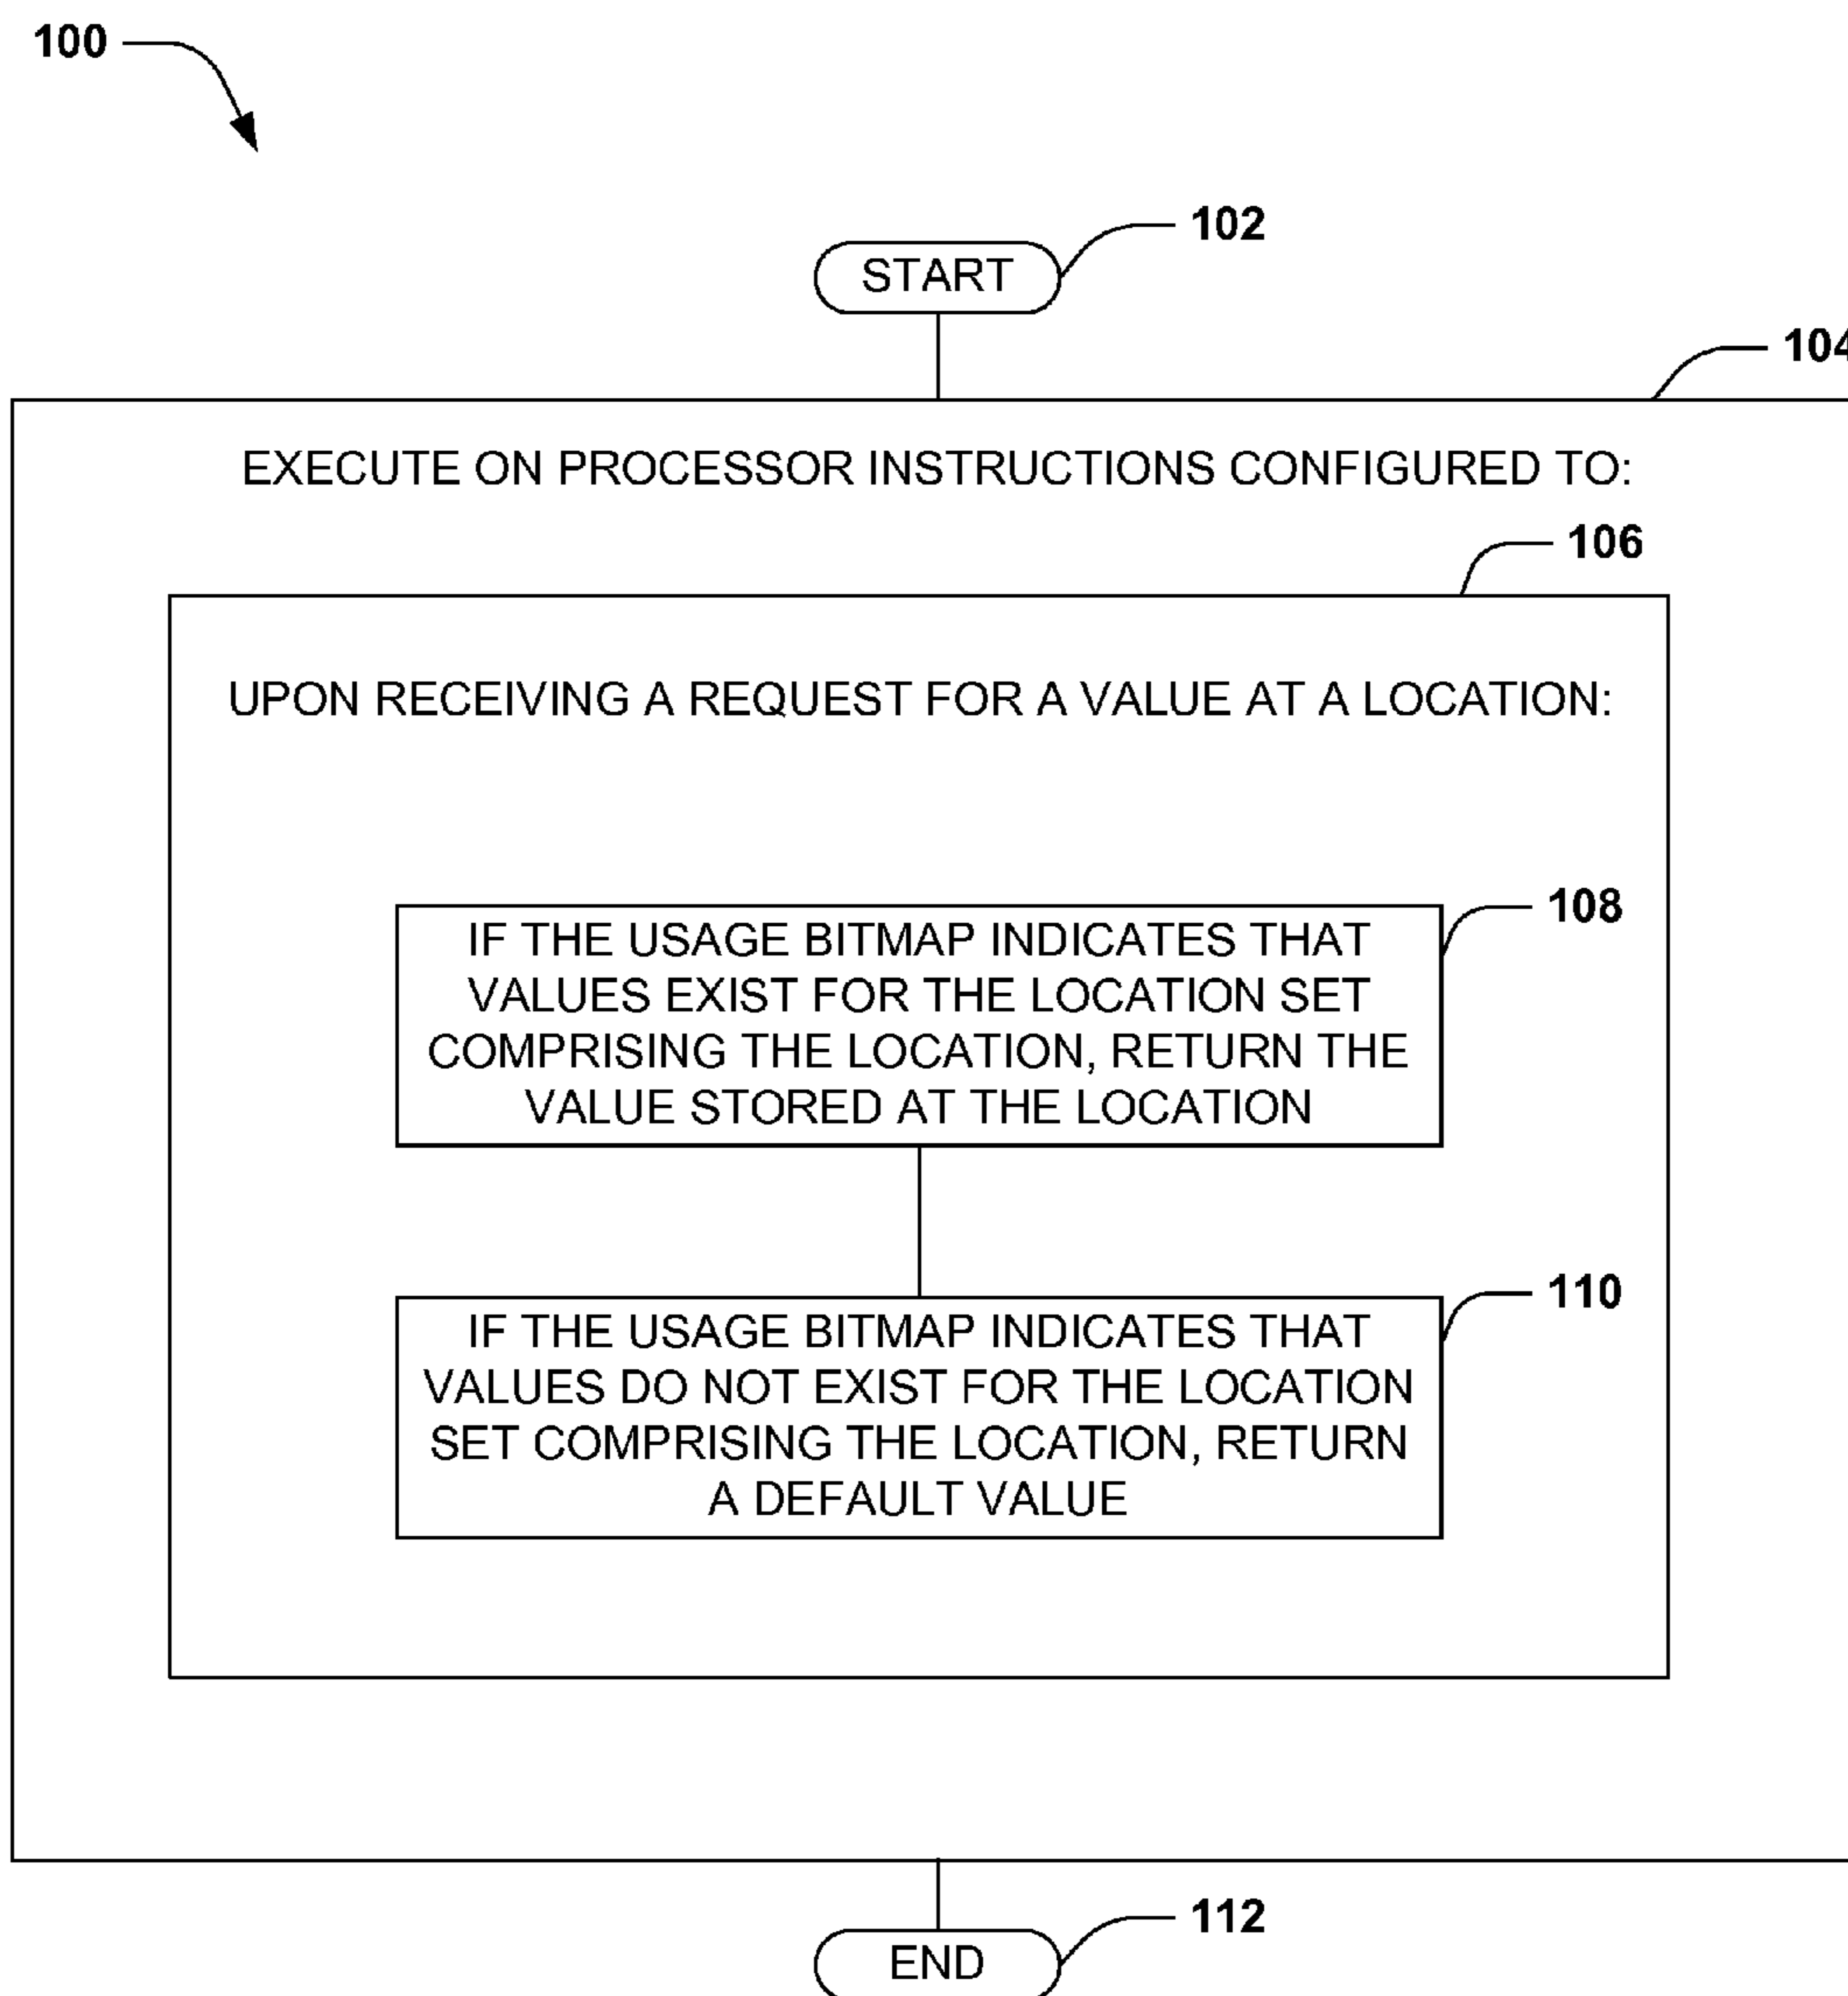 100
102
START
104
EXECUTE ON PROCESSOR INSTRUCTIONS CONFIGURED TO:
106
UPON RECEIVING A REQUEST FOR A VALUE AT A LOCATION:
108
IF THE USAGE BITMAP INDICATES THAT
VALUES EXIST FOR THE LOCATION SET
COMPRISING THE LOCATION, RETURN THE
VALUE STORED AT THE LOCATION
110
IF THE USAGE BITMAP INDICATES THAT
VALUES DO NOT EXIST FOR THE LOCATION
SET COMPRISING THE LOCATION, RETURN
A DEFAULT VALUE
112
END